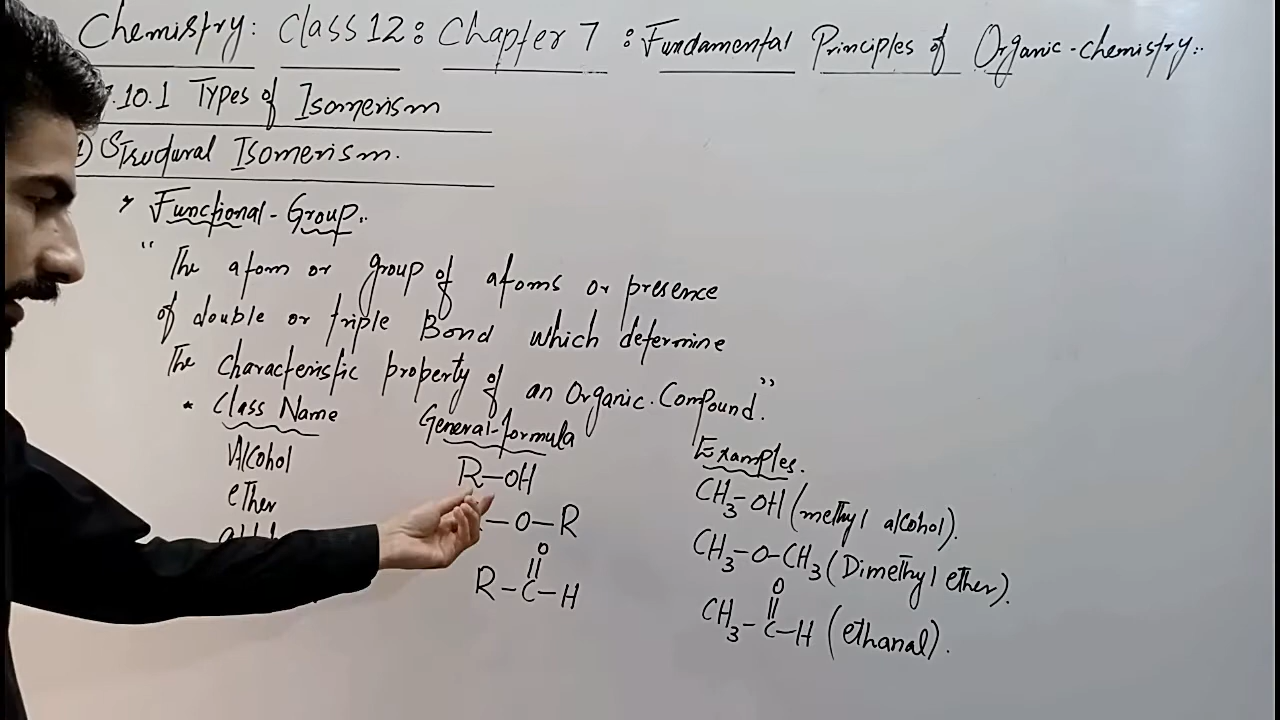 Chemistry: Class 12: Chapter 7 : Fundamental Principles of Organic-chemistry..
.10.1 Types of Isomerism
1) Structural Isomerism.
* Functional-Group..
"The atom or group of atoms or presence
of double or triple Bond which determine
The characteristic property of an Organic.Compound."
* Class Name General-formula Examples.
Alcohol R-OH CH3-OH (methyl alcohol).
ether -O-R CH3-O-CH3 (Dimethyl ether).
R-C-H CH3-C-H (ethanal).
O O